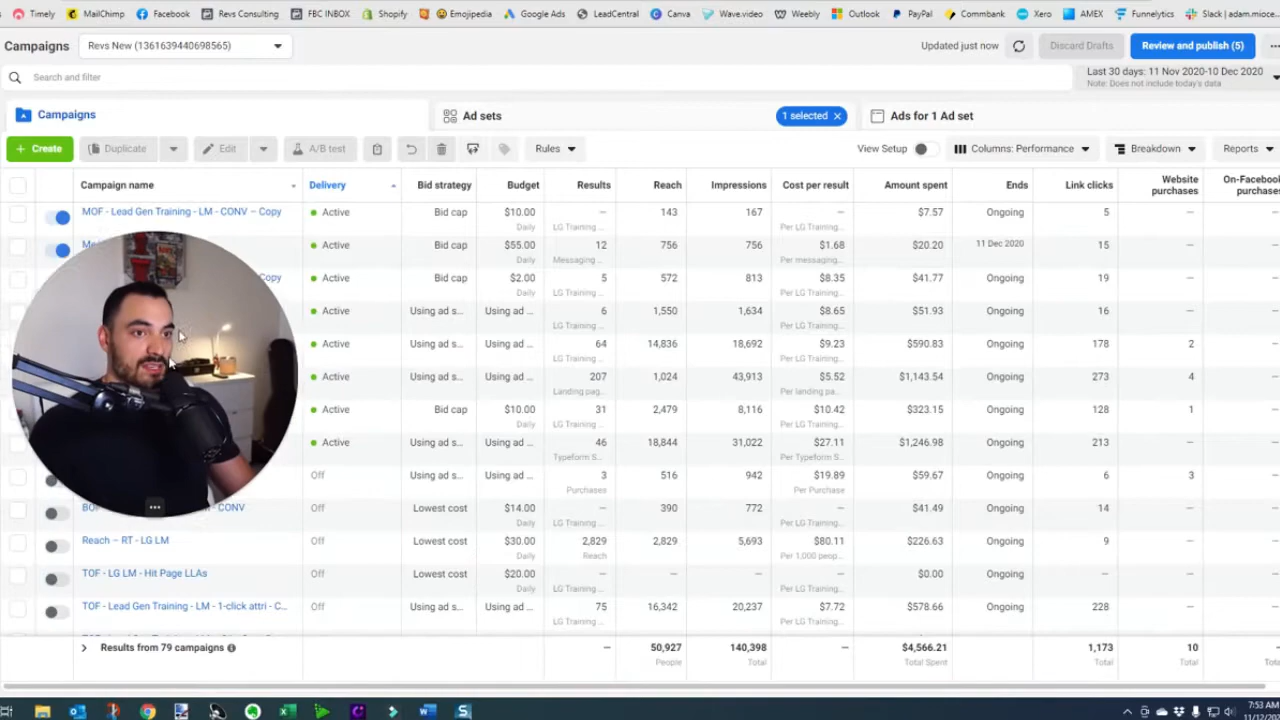 Timely MailChimp Facebook Revs Consulting FBC INBOX Shopify Emojipedia Google Ads LeadCentral Canva Wave.video Weebly Outlook PayPal Commbank Xero AMEX Funnelytics Slack | adam.mice...
Campaigns Revs New (1361639440698565) Updated just now Discard Drafts Review and publish (5)
Search and filter Last 30 days: 11 Nov 2020-10 Dec 2020
Note: Does not include today's data
Campaigns Ad sets 1 selected Ads for 1 Ad set
+ Create Duplicate Edit A/B test Rules View Setup Columns: Performance Breakdown Reports
Campaign name Delivery Bid strategy Budget Results Reach Impressions Cost per result Amount spent Ends Link clicks Website purchases On-Facebook purchases
MOF - Lead Gen Training - LM - CONV – Copy Active Bid cap $10.00 — 143 167 — $7.57 Ongoing 5 —
Daily LG Training ... Per LG Training...
Active Bid cap $55.00 12 756 756 $1.68 $20.20 11 Dec 2020 15 —
Daily Messaging ... Per messaging...
Copy Active Bid cap $2.00 5 572 813 $8.35 $41.77 Ongoing 19 —
Daily LG Training ... Per LG Training...
Active Using ad s... Using ad ... 6 1,550 1,634 $8.65 $51.93 Ongoing 16 —
LG Training ... Per LG Training...
Active Using ad s... Using ad ... 64 14,836 18,692 $9.23 $590.83 Ongoing 178 2
LG Training ... Per LG Training...
Active Using ad s... Using ad ... 207 1,024 43,913 $5.52 $1,143.54 Ongoing 273 4
Landing pag... Per landing pa...
Active Bid cap $10.00 31 2,479 8,116 $10.42 $323.15 Ongoing 128 1
Daily LG Training ... Per LG Training...
Active Using ad s... Using ad ... 46 18,844 31,022 $27.11 $1,246.98 Ongoing 213 —
Typeform S... Per Typeform S...
Off Using ad s... Using ad ... 3 516 942 $19.89 $59.67 Ongoing 6 3
Purchases Per Purchase
CONV Off Lowest cost $14.00 — 390 772 — $41.49 Ongoing 14 —
Daily LG Training ... Per LG Training...
Reach – RT - LG LM Off Lowest cost $30.00 2,829 2,829 5,693 $80.11 $226.63 Ongoing 9 —
Daily Reach Per 1,000 peop...
TOF - LG LM - Hit Page LLAs Off Lowest cost $20.00 — — — — $0.00 Ongoing — —
Daily LG Training ... Per LG Training...
TOF - Lead Gen Training - LM - 1-click attri - C... Off Using ad s... Using ad ... 75 16,342 20,237 $7.72 $578.66 Ongoing 228 —
LG Training ... Per LG Training...
Results from 79 campaigns — 50,927 140,398 — $4,566.21 1,173 10
People Total Total Spent Total Total Total
7:53 AM